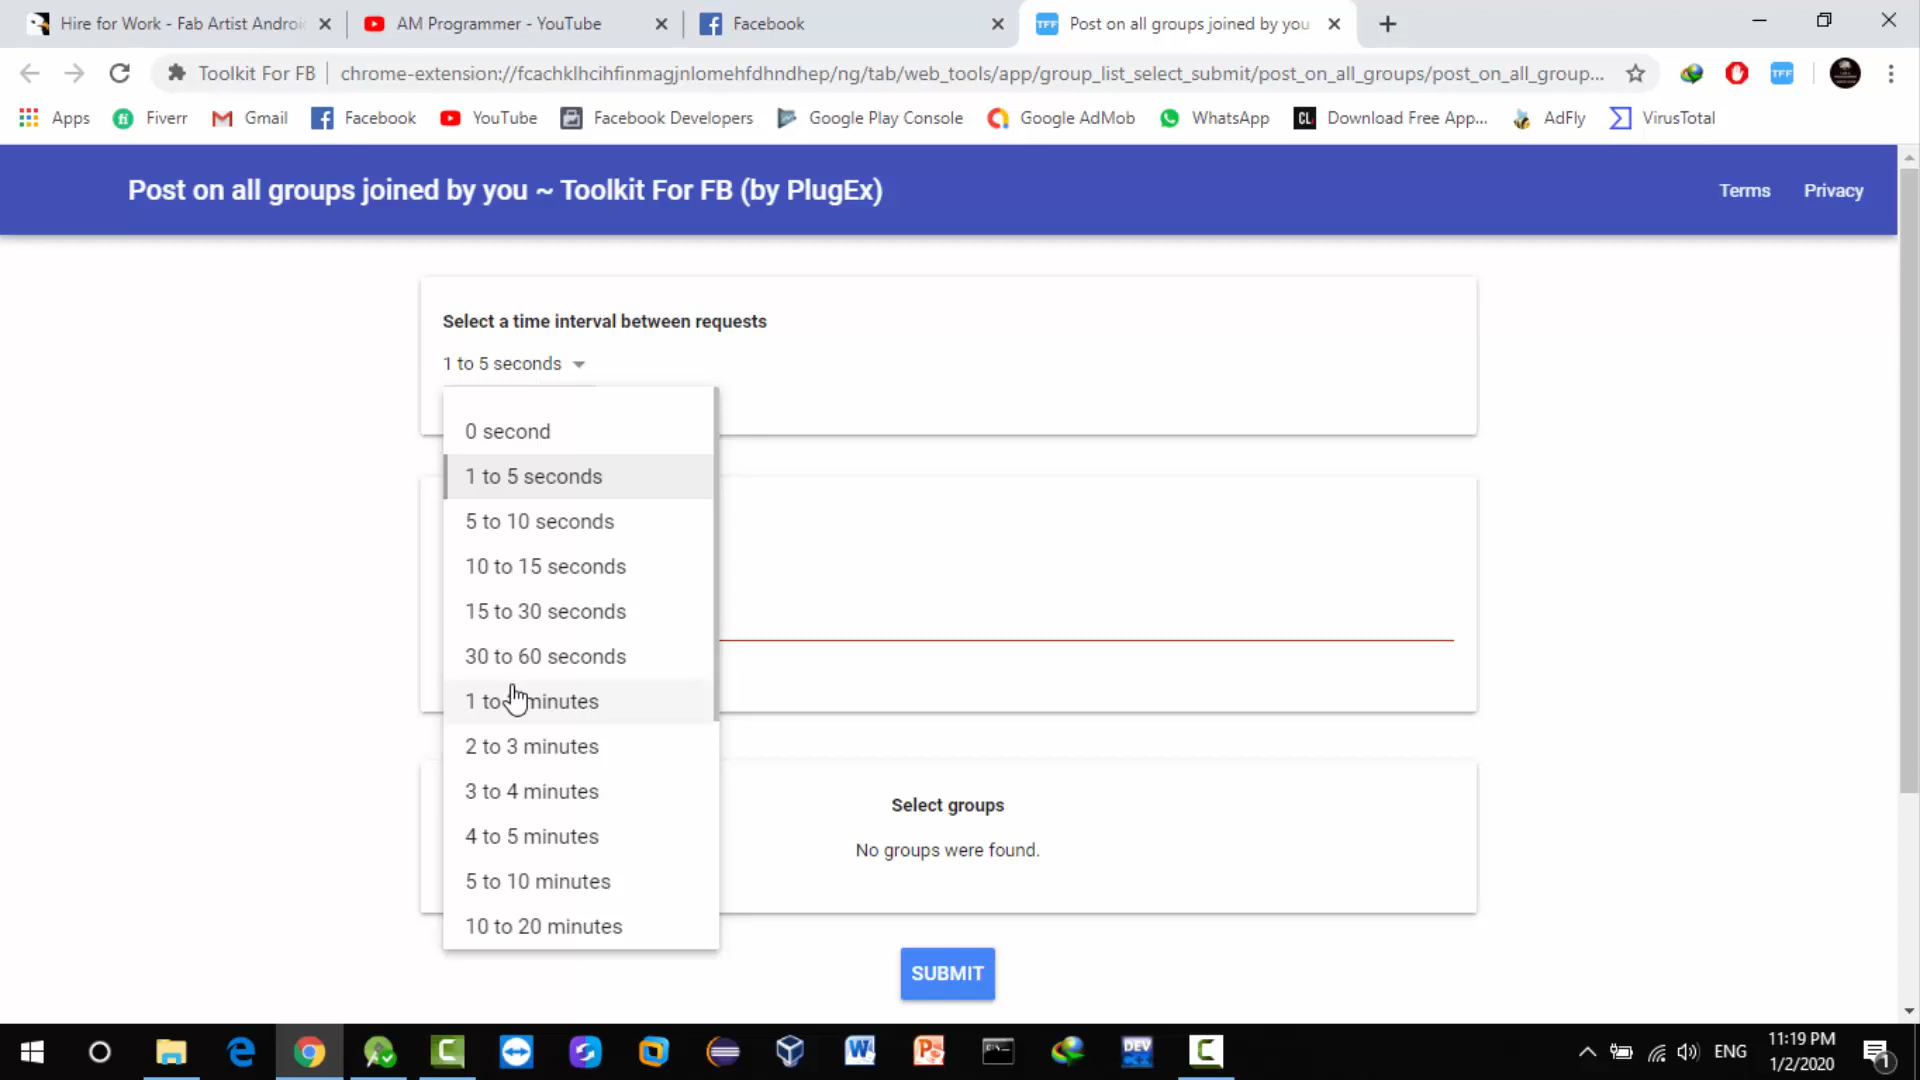 Hire for Work - Fab Artist Androi
AM Programmer - YouTube
Facebook
TFF
Post on all groups joined by you
Toolkit For FB
chrome-extension://fcachklhcihfinmagjnlomehfdhndhep/ng/tab/web_tools/app/group_list_select_submit/post_on_all_groups/post_on_all_group...
TFF
Apps
fi
Fiverr
Gmail
Facebook
YouTube
Facebook Developers
Google Play Console
Google AdMob
WhatsApp
CL
Download Free App...
AdFly
VirusTotal
Post on all groups joined by you ~ Toolkit For FB (by PlugEx)
Terms
Privacy
Select a time interval between requests
1 to 5 seconds
0 second
1 to 5 seconds
5 to 10 seconds
10 to 15 seconds
15 to 30 seconds
30 to 60 seconds
1 to minutes
2 to 3 minutes
3 to 4 minutes
4 to 5 minutes
5 to 10 minutes
10 to 20 minutes
Select groups
No groups were found.
SUBMIT
DEV
C++
ENG
11:19 PM
1/2/2020
1